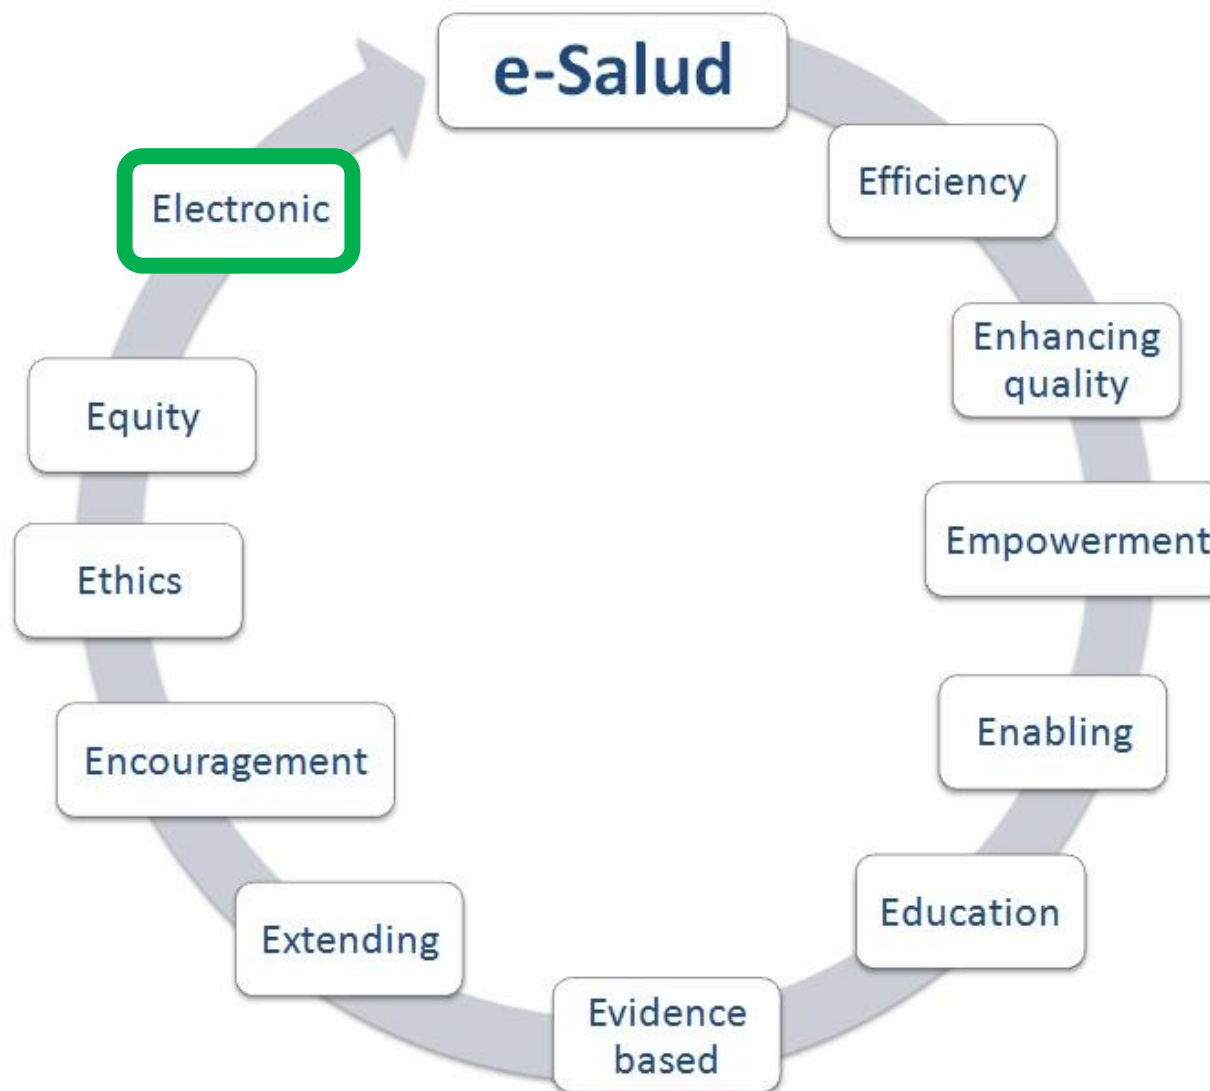 e-Salud
Efficiency
Enhancing
quality
Empowerment
Enabling
Education
Evidence
based
Extending
Encouragement
Ethics
Equity
Electronic